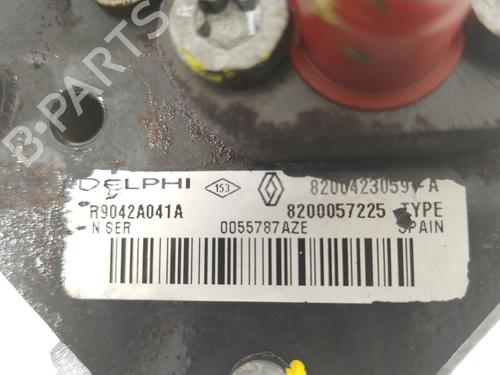 B-PARTS
DELPHI 153 8200423059-A
R9042A041A 8200057225 TYPE
N SER 0055787AZE SPAIN